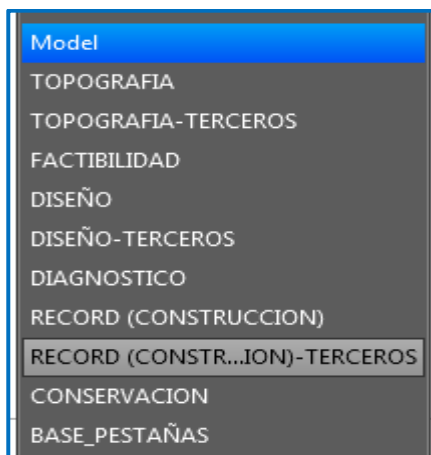 Model
TOPOGRAFIA
TOPOGRAFIA-TERCEROS
FACTIBILIDAD
DISEÑO
DISEÑO-TERCEROS
DIAGNOSTICO
RECORD (CONSTRUCCION)
RECORD (CONSTR...ION)-TERCEROS
CONSERVACION
BASE_PESTAÑAS